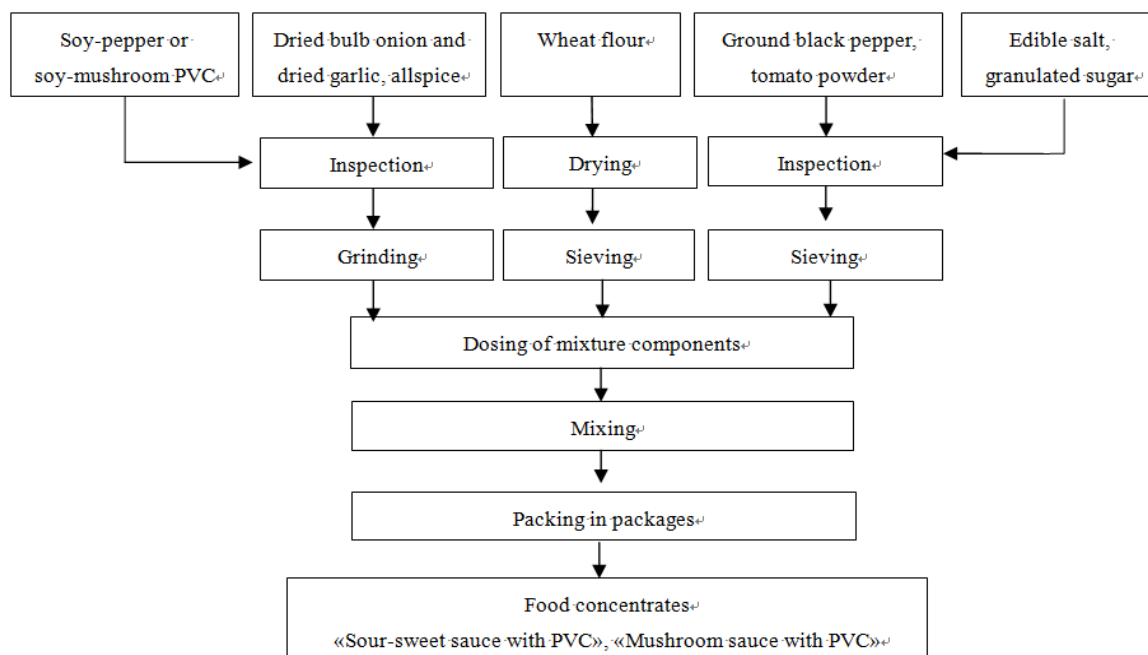 Soy-pepper or
soy-mushroom PVC
Dried bulb onion and
dried garlic, allspice
Wheat flour
Ground black pepper,
tomato powder
Edible salt,
granulated sugar
Inspection
Drying
Inspection
Grinding
Sieving
Sieving
Dosing of mixture components
Mixing
Packing in packages
Food concentrates
«Sour-sweet sauce with PVC», «Mushroom sauce with PVC»